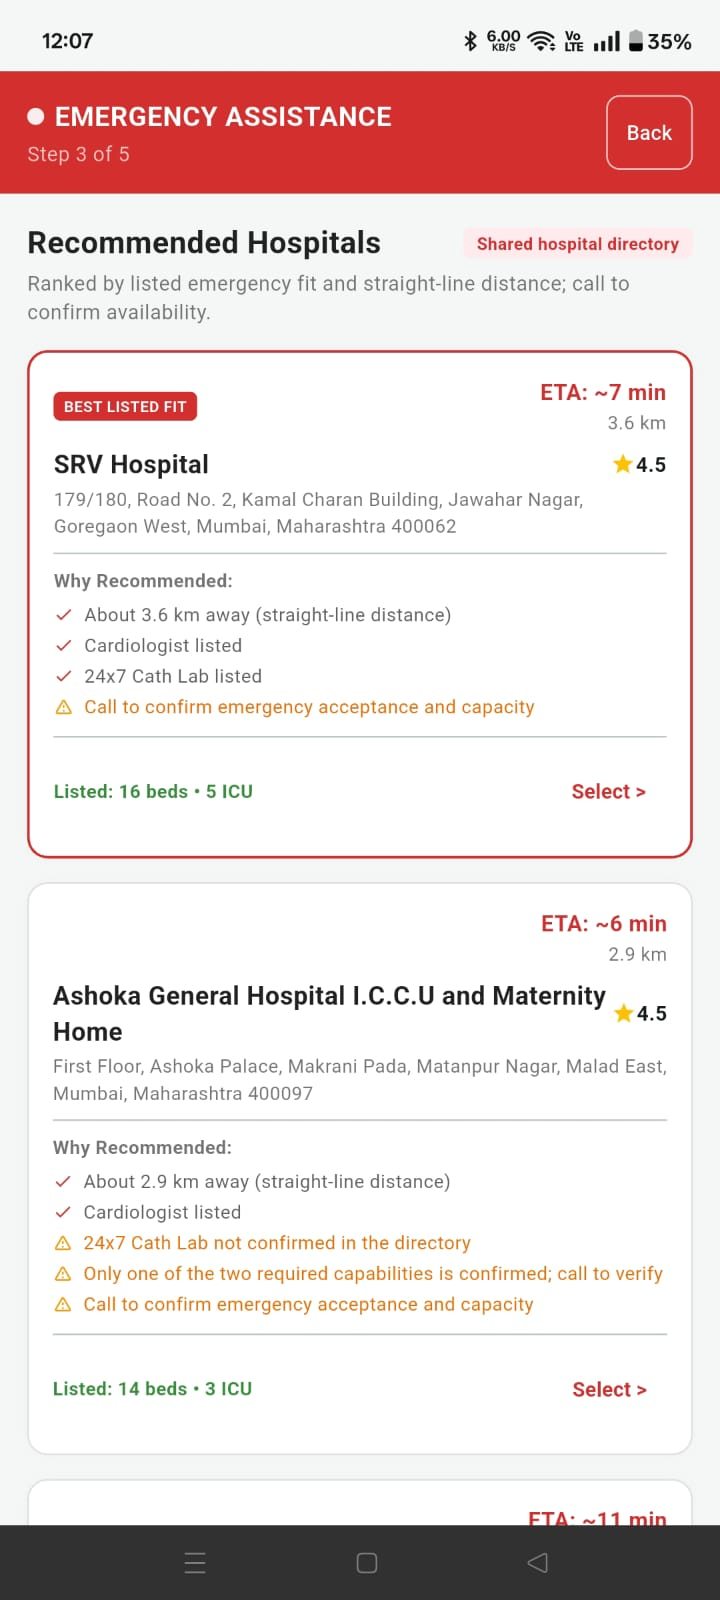 12:07
6.00 KB/S Vo LTE 35%
EMERGENCY ASSISTANCE
Step 3 of 5
Back
Recommended Hospitals
Shared hospital directory
Ranked by listed emergency fit and straight-line distance; call to
confirm availability.
BEST LISTED FIT
ETA: ~7 min
3.6 km
SRV Hospital
4.5
179/180, Road No. 2, Kamal Charan Building, Jawahar Nagar,
Goregaon West, Mumbai, Maharashtra 400062
Why Recommended:
About 3.6 km away (straight-line distance)
Cardiologist listed
24x7 Cath Lab listed
Call to confirm emergency acceptance and capacity
Listed: 16 beds • 5 ICU
Select >
ETA: ~6 min
2.9 km
Ashoka General Hospital I.C.C.U and Maternity
Home
4.5
First Floor, Ashoka Palace, Makrani Pada, Matanpur Nagar, Malad East,
Mumbai, Maharashtra 400097
Why Recommended:
About 2.9 km away (straight-line distance)
Cardiologist listed
24x7 Cath Lab not confirmed in the directory
Only one of the two required capabilities is confirmed; call to verify
Call to confirm emergency acceptance and capacity
Listed: 14 beds • 3 ICU
Select >
ETA: ~11 min